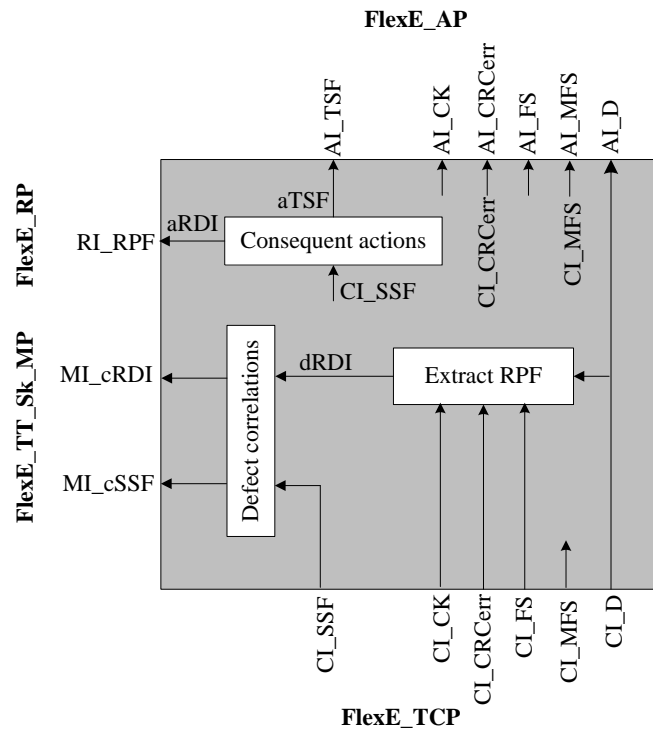 FlexE_AP
AI_TSF
AI_CK
AI_CRCerr
AI_FS
AI_MFS
AI_D
FlexE_RP
RI_RPF
aRDI
aTSF
Consequent actions
CI_SSF
CI_CRCerr
CI_MFS
FlexE_TT_Sk_MP
MI_cRDI
MI_cSSF
Defect correlations
dRDI
Extract RPF
CI_SSF
CI_CK
CI_CRCerr
CI_FS
CI_MFS
CI_D
FlexE_TCP